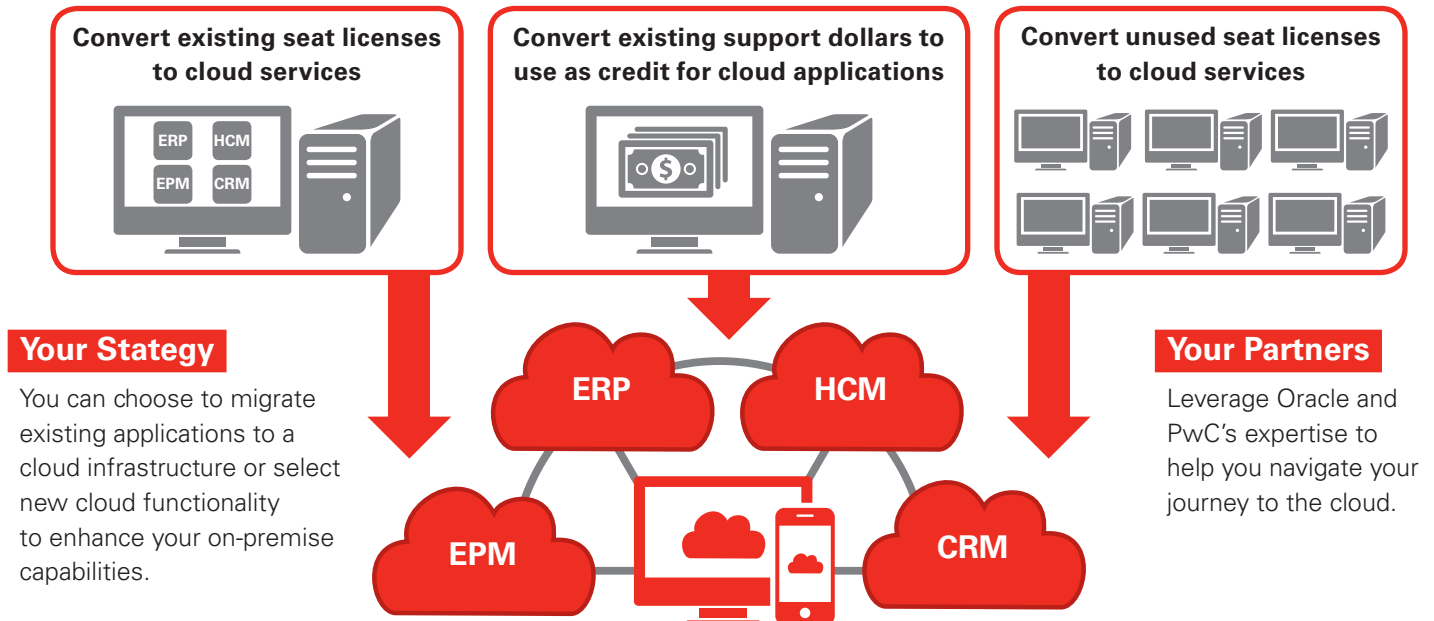 Convert existing seat licenses
to cloud services
ERP
HCM
EPM
CRM
Convert existing support dollars to
use as credit for cloud applications
$
Convert unused seat licenses
to cloud services
Your Stategy
You can choose to migrate
existing applications to a
cloud infrastructure or select
new cloud functionality
to enhance your on-premise
capabilities.
ERP
HCM
EPM
CRM
Your Partners
Leverage Oracle and
PwC’s expertise to
help you navigate your
journey to the cloud.